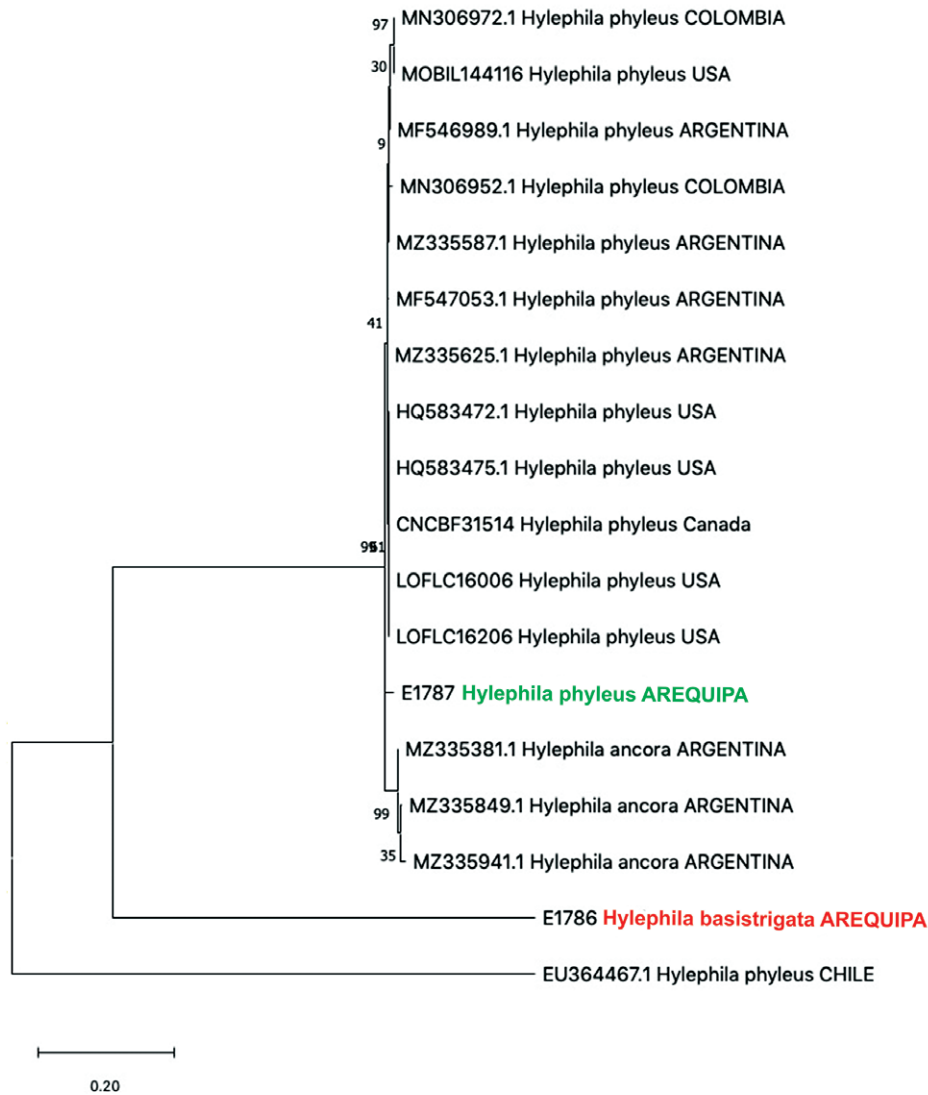 97
MN306972.1 Hylephila phyleus COLOMBIA
30
MOBIL144116 Hylephila phyleus USA
MF546989.1 Hylephila phyleus ARGENTINA
9
MN306952.1 Hylephila phyleus COLOMBIA
MZ335587.1 Hylephila phyleus ARGENTINA
MF547053.1 Hylephila phyleus ARGENTINA
41
MZ335625.1 Hylephila phyleus ARGENTINA
HQ583472.1 Hylephila phyleus USA
HQ583475.1 Hylephila phyleus USA
CNCBF31514 Hylephila phyleus Canada
LOFLC16006 Hylephila phyleus USA
LOFLC16206 Hylephila phyleus USA
E1787 Hylephila phyleus AREQUIPA
MZ335381.1 Hylephila ancora ARGENTINA
MZ335849.1 Hylephila ancora ARGENTINA
99
35
MZ335941.1 Hylephila ancora ARGENTINA
E1786 Hylephila basistrigata AREQUIPA
EU364467.1 Hylephila phyleus CHILE
0.20